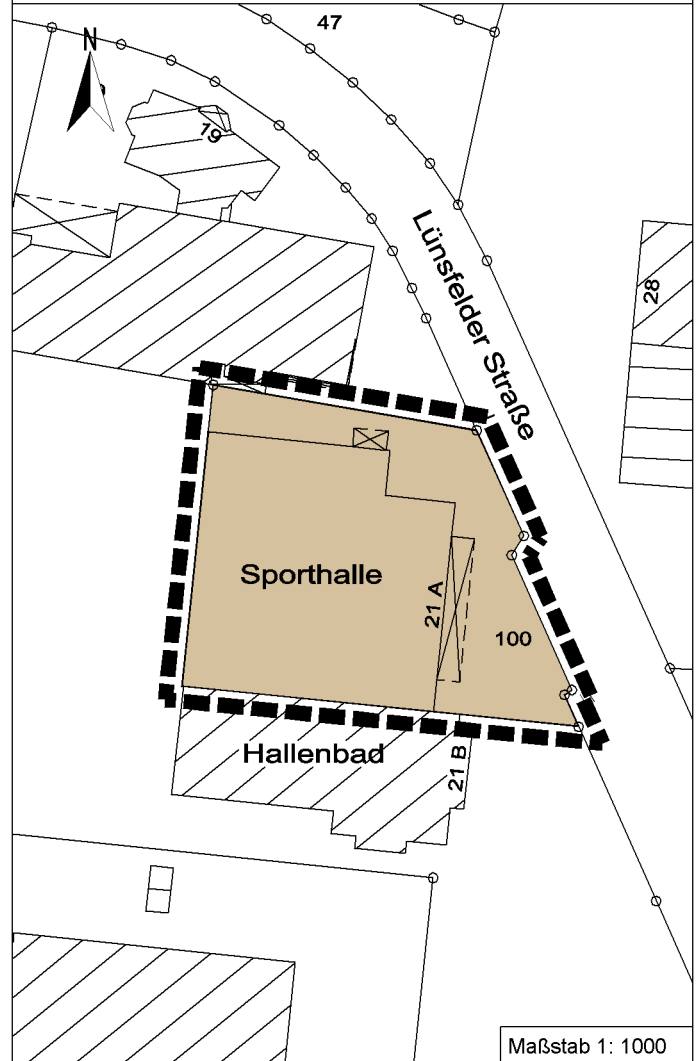 47
N
19
Lünsfelder Straße
28
Sporthalle
21 A
100
Hallenbad
21 B
Maßstab 1: 1000